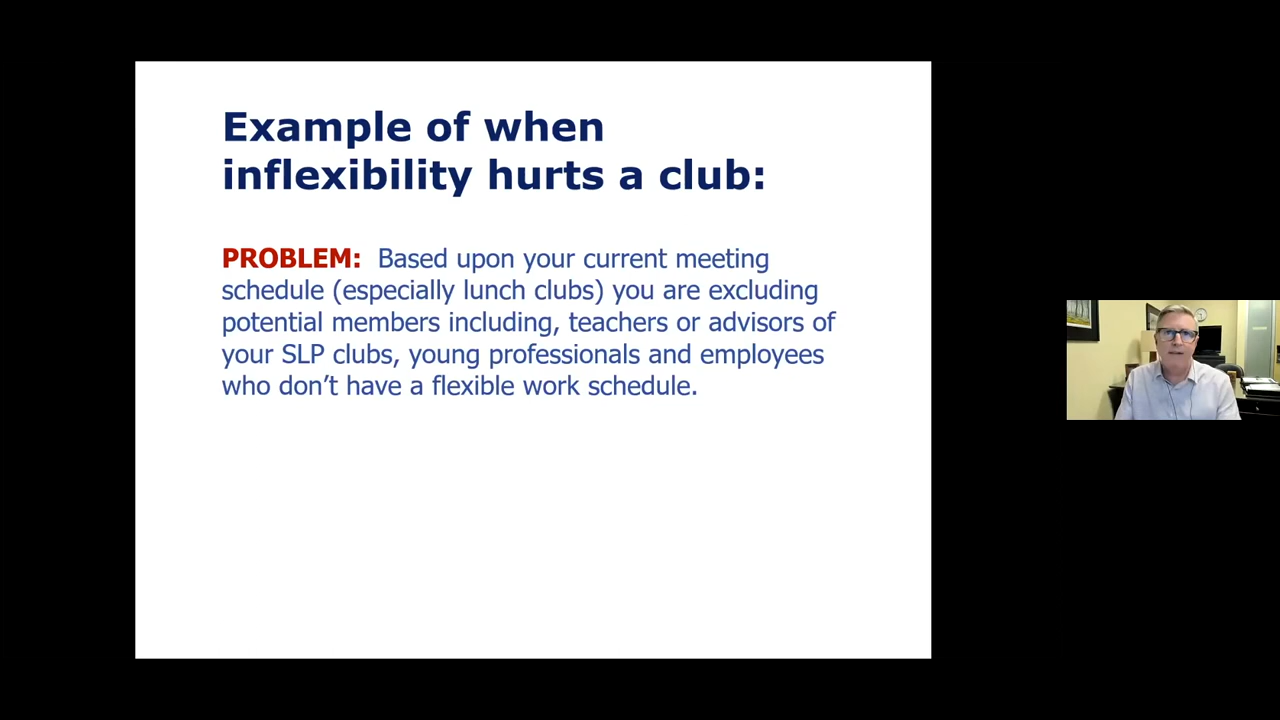 Example of when
inflexibility hurts a club:
PROBLEM: Based upon your current meeting
schedule (especially lunch clubs) you are excluding
potential members including, teachers or advisors of
your SLP clubs, young professionals and employees
who don’t have a flexible work schedule.